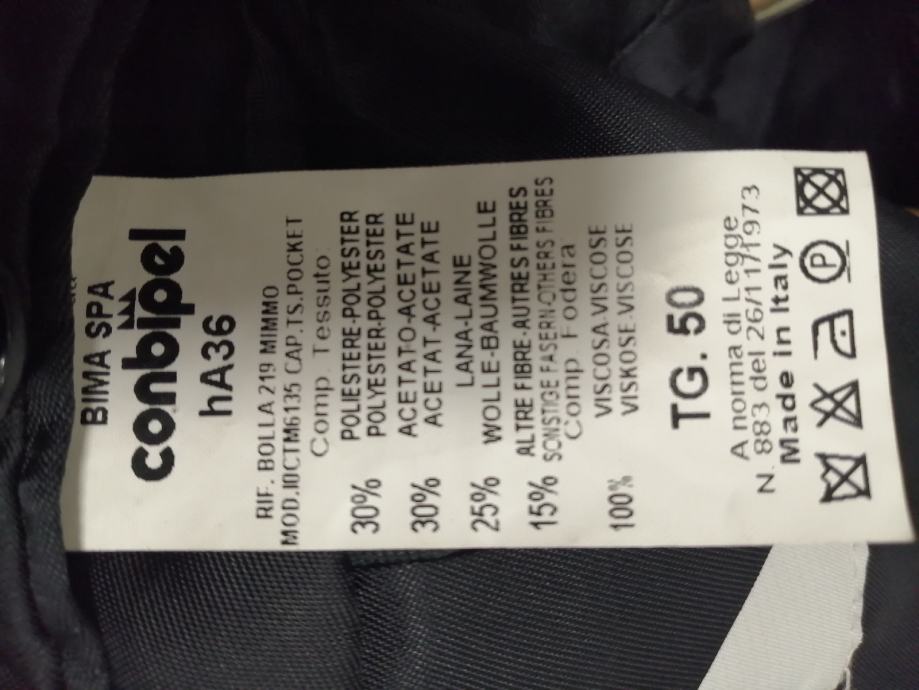 BIMA SPA
conbipel
hA36
RIF. BOLLA 219 MIMMO
MOD.I0CTM6135 CAP.TS.POCKET
Comp. Tessuto:
30% POLIESTERE-POLYESTER
POLYESTER-POLYESTER
30% ACETATO-ACETATE
ACETAT-ACETATE
25% LANA-LAINE
WOLLE-BAUMWOLLE
15% ALTRE FIBRE-AUTRES FIBRES
SONSTIGE FASERN-OTHERS FIBRES
Comp. Fodera
100% VISCOSA-VISCOSE
VISKOSE-VISCOSE
TG. 50
A norma di Legge
N. 883 del 26/11/1973
Made in Italy
P